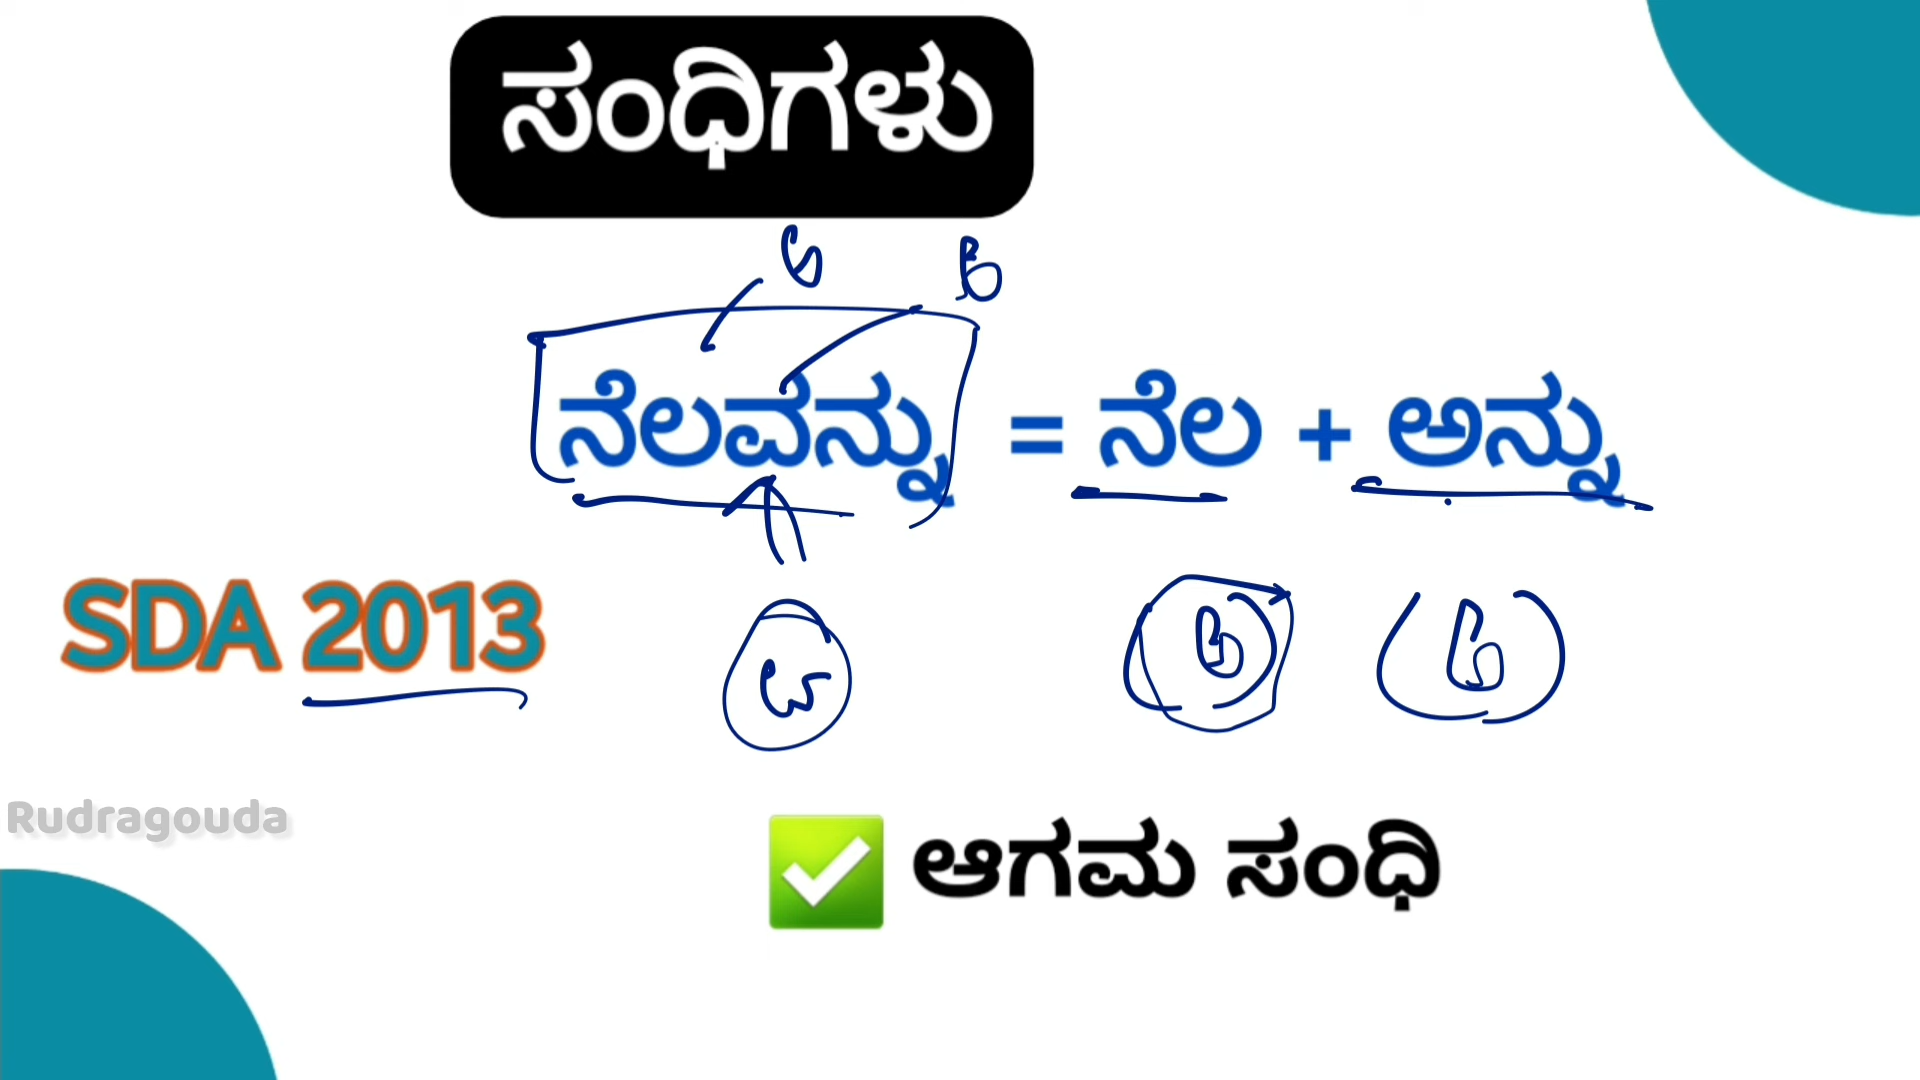 ಸಂಧಿಗಳು
ನೆಲವನ್ನು = ನೆಲ + ಅನ್ನು
SDA 2013
Rudragouda
✅ ಆಗಮ ಸಂಧಿ